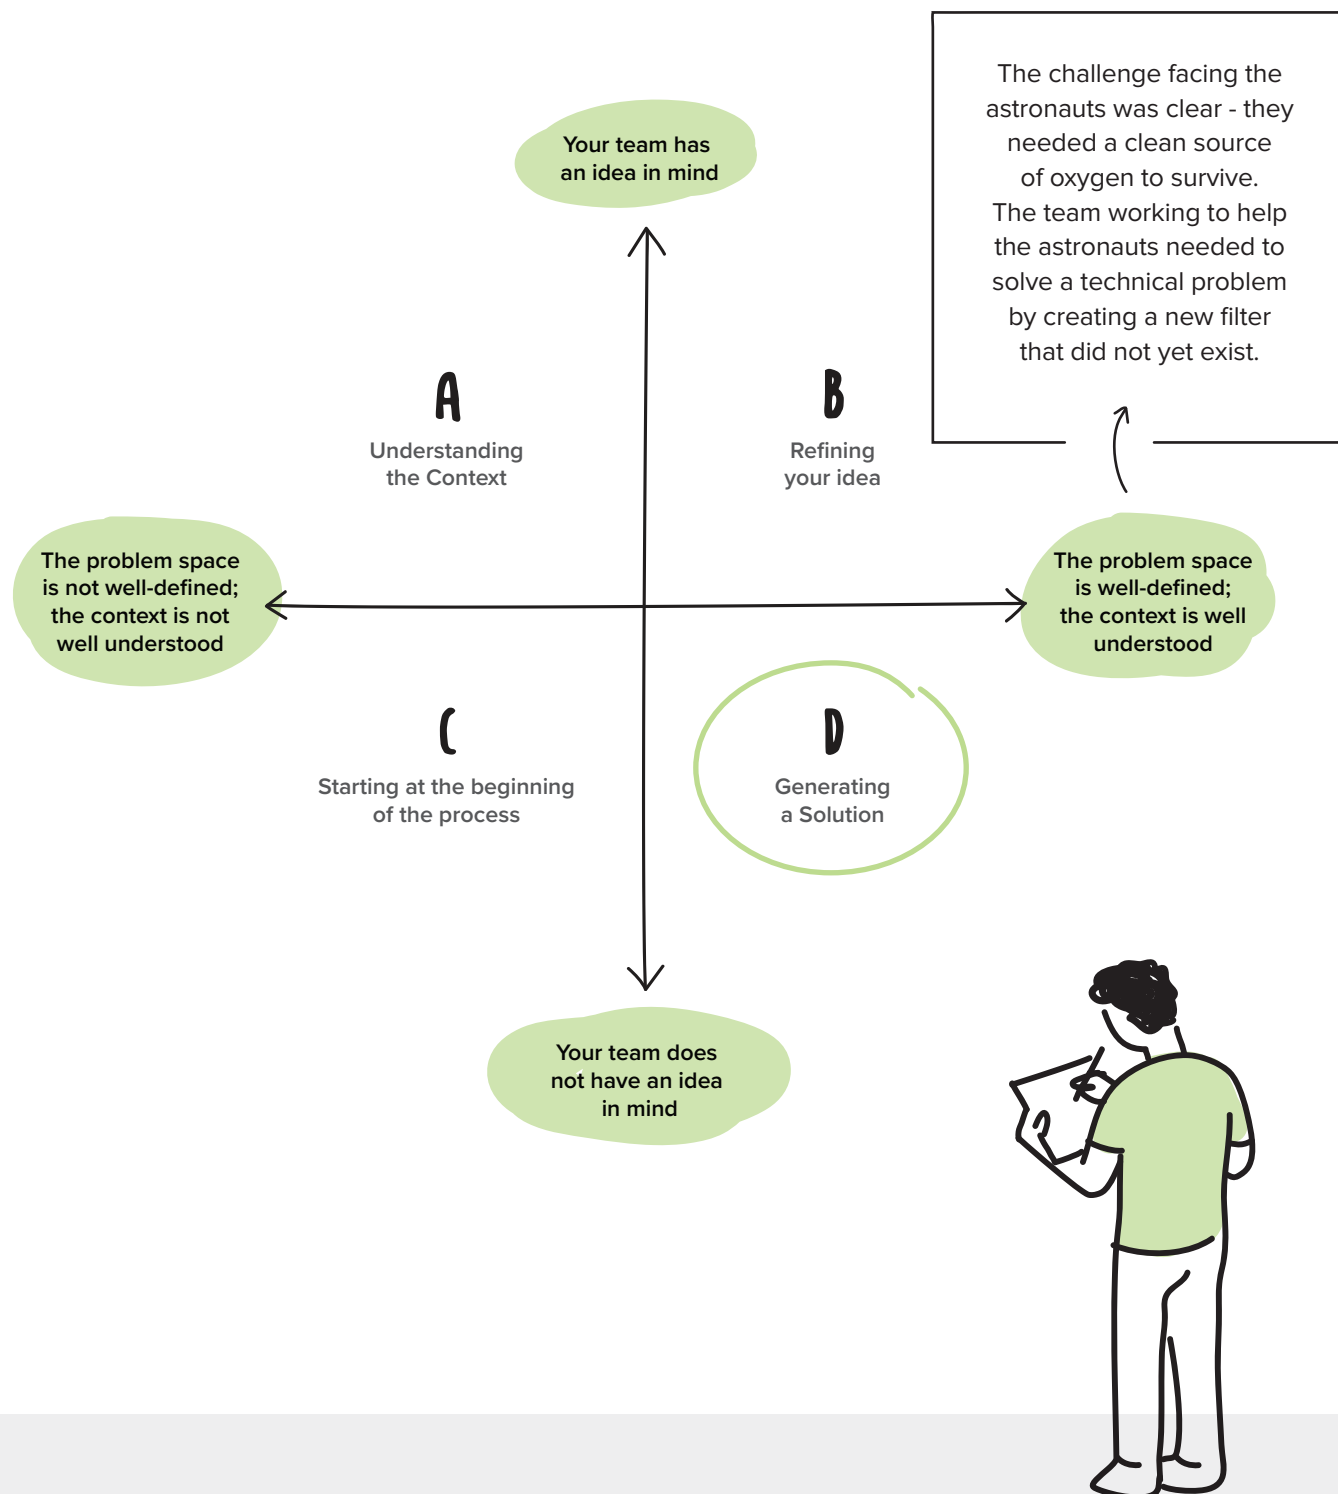 The challenge facing the
astronauts was clear - they
needed a clean source
of oxygen to survive.
The team working to help
the astronauts needed to
solve a technical problem
by creating a new filter
that did not yet exist.
Your team has
an idea in mind
A
Understanding
the Context
B
Refining
your idea
The problem space
is not well-defined;
the context is not
well understood
The problem space
is well-defined;
the context is well
understood
C
Starting at the beginning
of the process
D
Generating
a Solution
Your team does
not have an idea
in mind